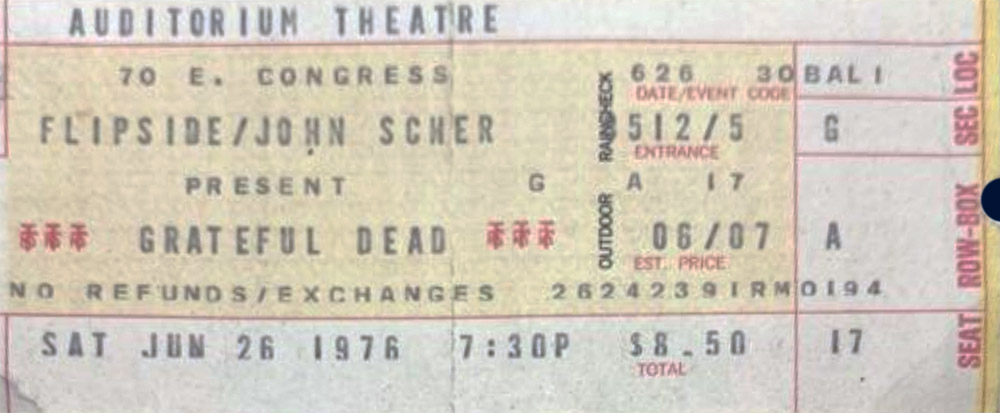 AUDITORIUM THEATRE
70 E. CONGRESS 626 30 BAL I
DATE/EVENT CODE
FLIPSIDE/JOHN SCHER 512/5 G
ENTRANCE
PRESENT G A 17
GRATEFUL DEAD 06/07 A
EST. PRICE
NO REFUNDS/EXCHANGES 26242391RM0194
SAT JUN 26 1976 7:30P $8.50 17
TOTAL
OUTDOOR RAINCHECK
SEAT ROW-BOX SEC LOC